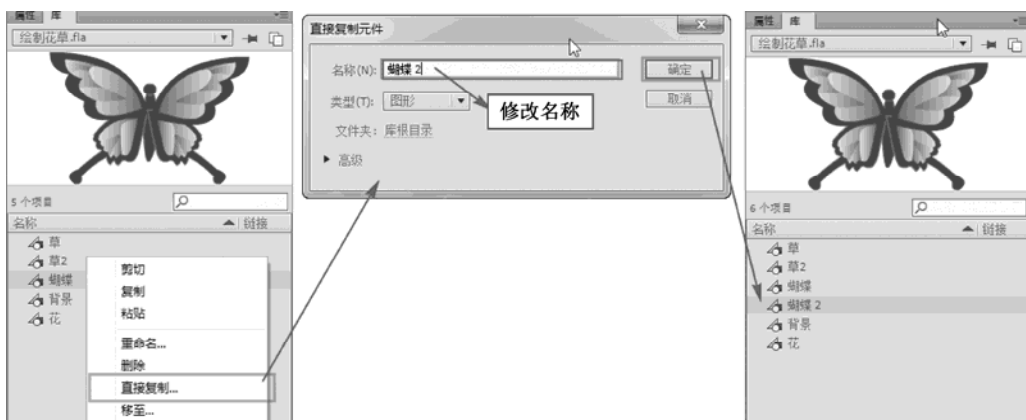 属性 库
绘制花草.fla
5 个项目
名称 链接
草
草2
蝴蝶
背景
花
剪切
复制
粘贴
重命名...
删除
直接复制...
移至...
直接复制元件
名称(N): 蝴蝶 2
确定
类型(T): 图形
取消
修改名称
文件夹: 库根目录
高级
属性 库
绘制花草.fla
6 个项目
名称 链接
草
草2
蝴蝶
蝴蝶 2
背景
花